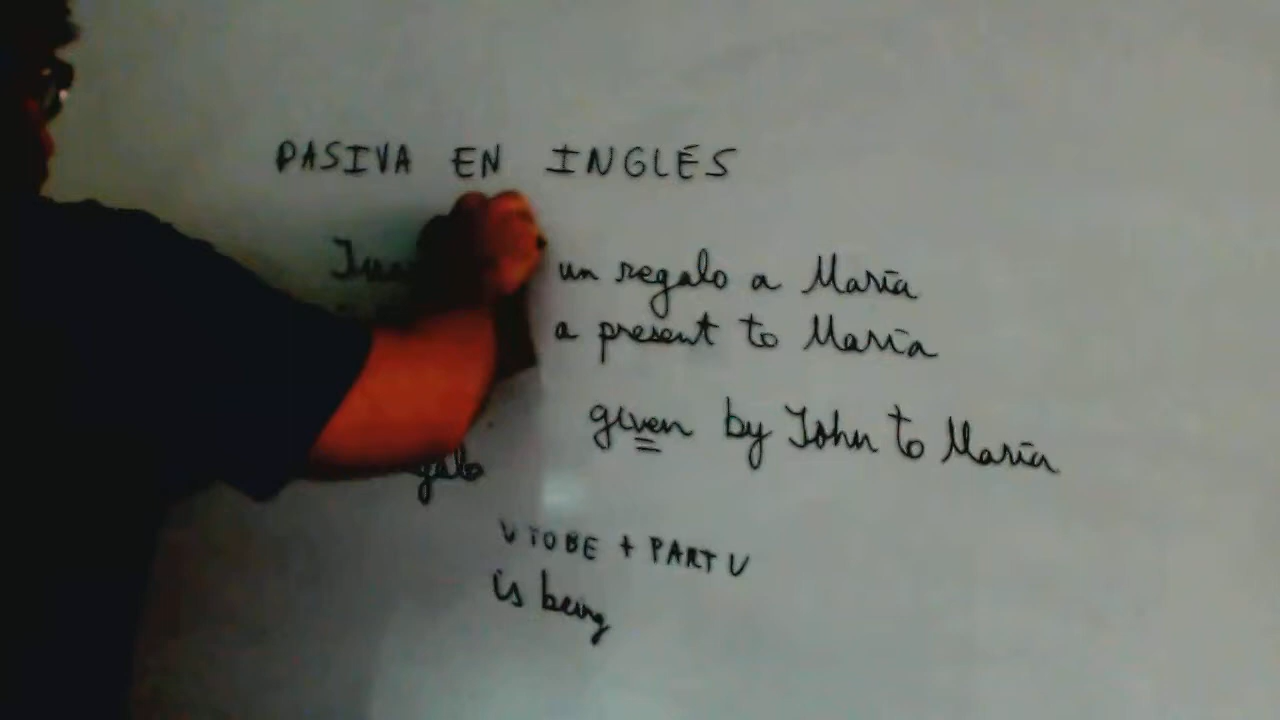 PASIVA EN INGLÉS
un regalo a María
a present to María
given by John to María
V TO BE + PART V
is being